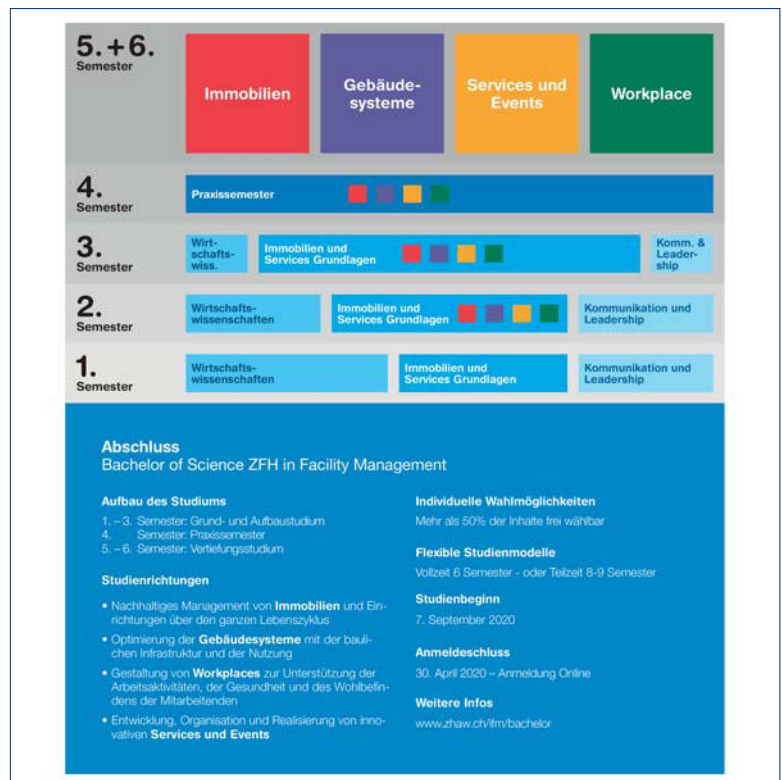 5.+6.
Semester
Immobilien
Gebäude-
systeme
Services und
Events
Workplace
4.
Semester
Praxissemester
3.
Semester
Wirt-
schafts-
wiss.
Immobilien und
Services Grundlagen
Komm. &
Leader-
ship
2.
Semester
Wirtschafts-
wissenschaften
Immobilien und
Services Grundlagen
Kommunikation und
Leadership
1.
Semester
Wirtschafts-
wissenschaften
Immobilien und
Services Grundlagen
Kommunikation und
Leadership
Abschluss
Bachelor of Science ZFH in Facility Management
Aufbau des Studiums
1. – 3. Semester: Grund- und Aufbaustudium
4. Semester: Praxissemester
5. – 6. Semester: Vertiefungsstudium
Studienrichtungen
• Nachhaltiges Management von Immobilien und Ein-
richtungen über den ganzen Lebenszyklus
• Optimierung der Gebäudesysteme mit der bauli-
chen Infrastruktur und der Nutzung
• Gestaltung von Workplaces zur Unterstützung der
Arbeitsaktivitäten, der Gesundheit und des Wohlbefin-
dens der Mitarbeitenden
• Entwicklung, Organisation und Realisierung von inno-
vativen Services und Events
Individuelle Wahlmöglichkeiten
Mehr als 50% der Inhalte frei wählbar
Flexible Studienmodelle
Vollzeit 6 Semester - oder Teilzeit 8-9 Semester
Studienbeginn
7. September 2020
Anmeldeschluss
30. April 2020 – Anmeldung Online
Weitere Infos
www.zhaw.ch/ifm/bachelor